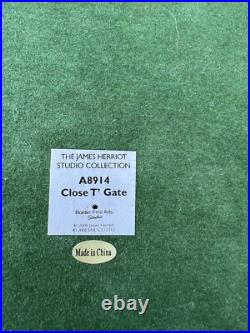 THE JAMES HERRIOT
STUDIO COLLECTION
A8914
Close T' Gate
Border Fine Arts
Studio
Made in China